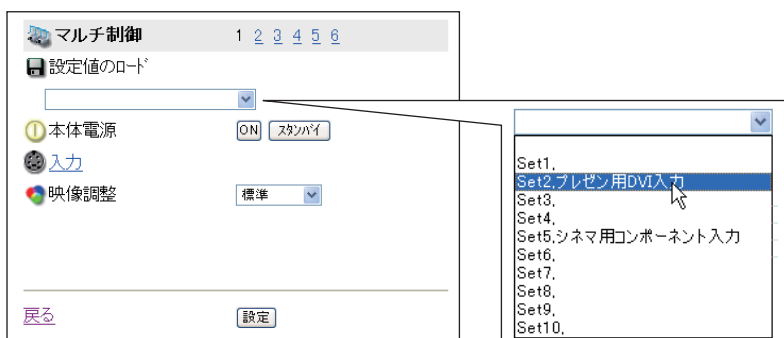 マルチ制御 1 2 3 4 5 6
設定値のロード
本体電源 ON スタンバイ
入力
映像調整 標準
戻る 設定
Set1,
Set2,プレゼン用DVI入力
Set3,
Set4,
Set5,シネマ用コンポーネント入力
Set6,
Set7,
Set8,
Set9,
Set10,